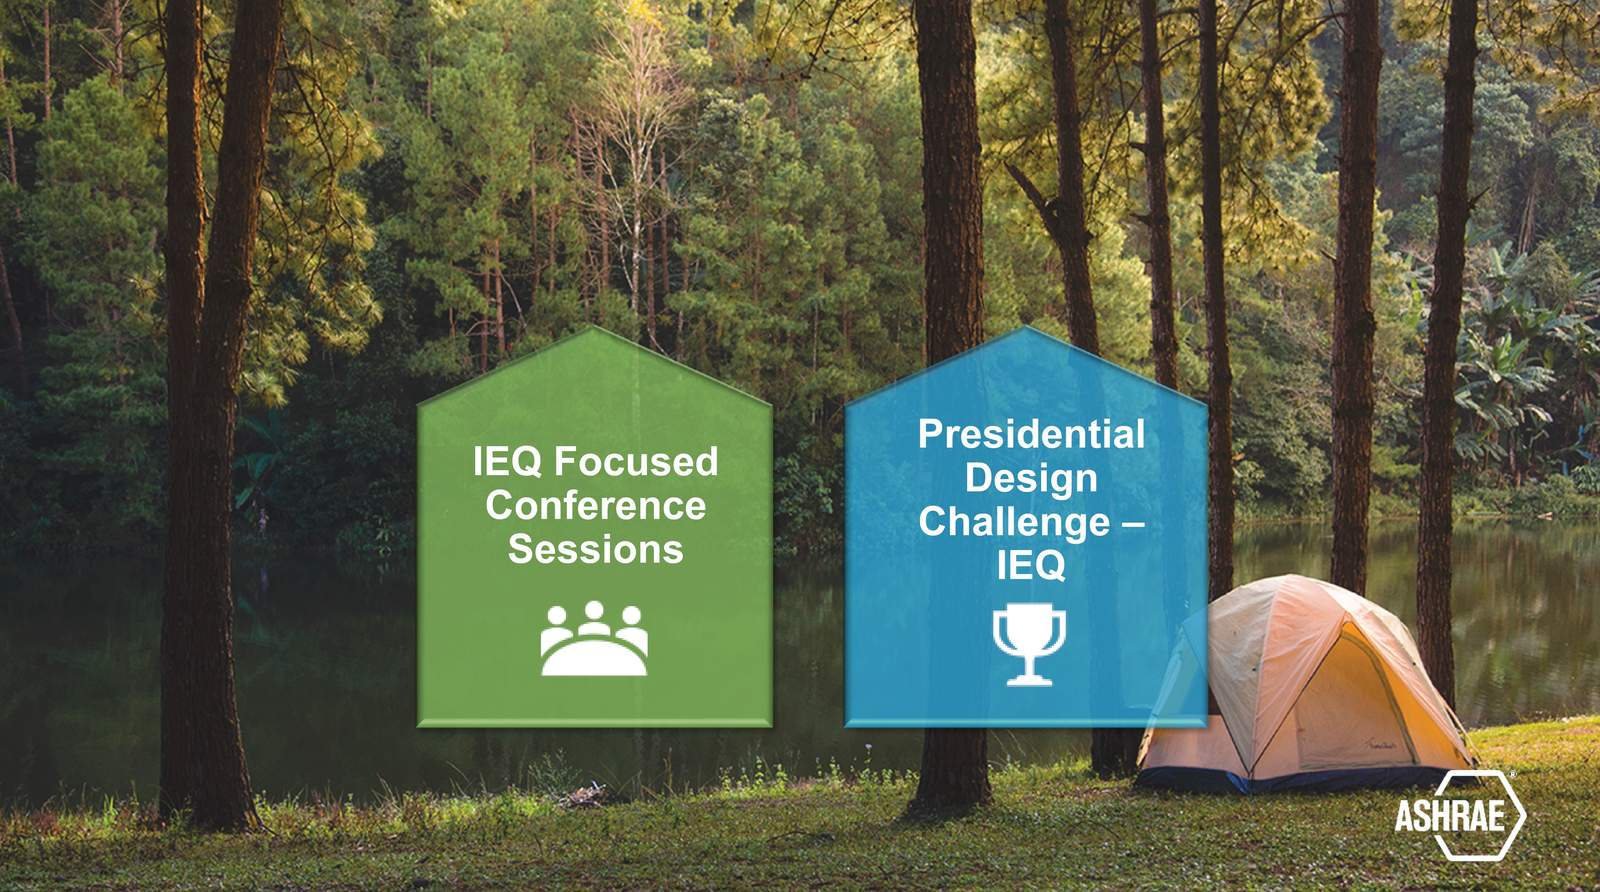 IEQ Focused
Conference
Sessions
Presidential
Design
Challenge –
IEQ
ASHRAE®